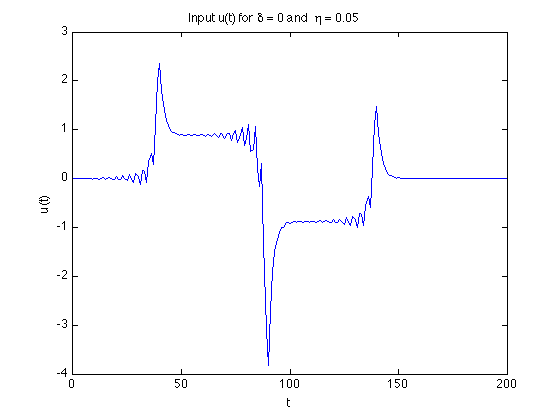 Input u(t) for δ = 0 and η = 0.05
3
2
1
0
-1
-2
-3
-4
u(t)
0 50 100 150 200
t